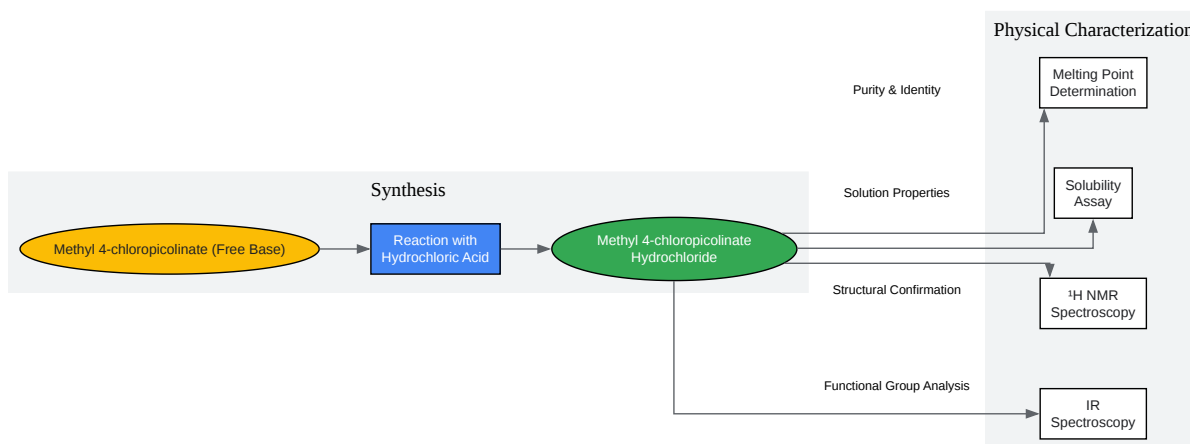 Physical Characterization
Melting Point
Determination
Purity & Identity
Synthesis
Solution Properties
Solubility
Assay
Methyl 4-chloropicolinate (Free Base)
Reaction with
Hydrochloric Acid
Methyl 4-chloropicolinate
Hydrochloride
Structural Confirmation
¹H NMR
Spectroscopy
Functional Group Analysis
IR
Spectroscopy